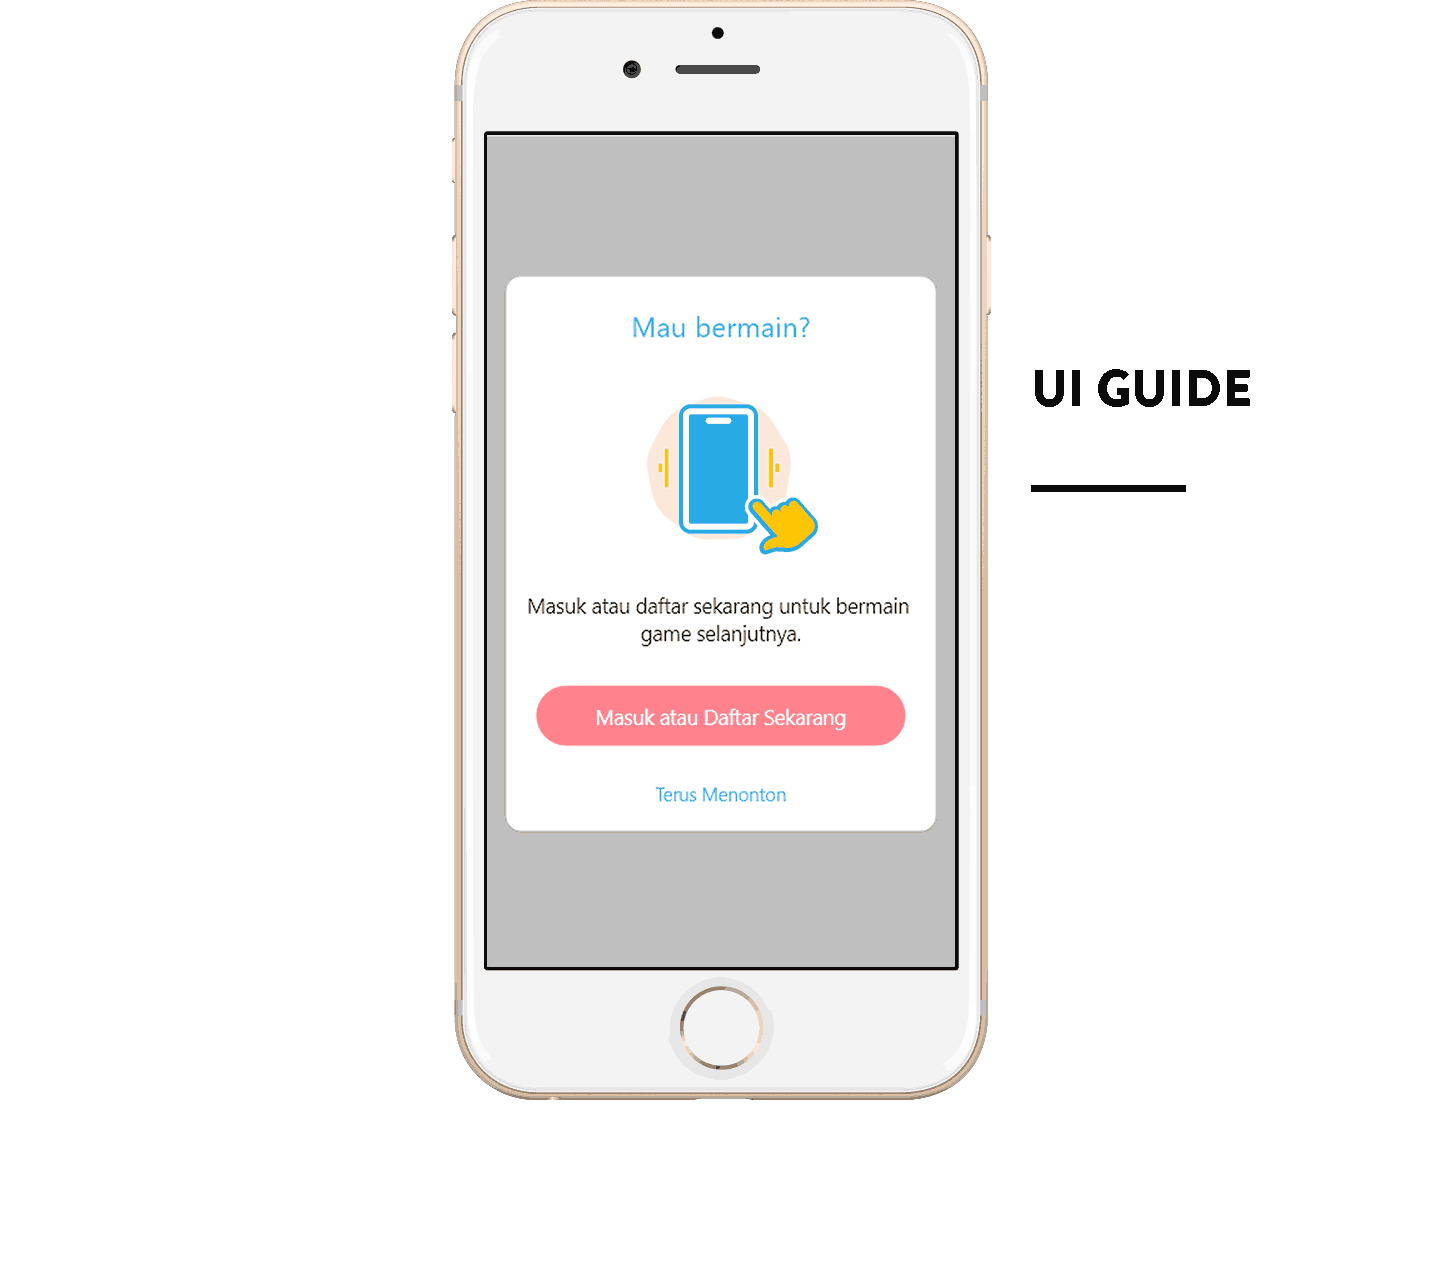 Mau bermain?
Masuk atau daftar sekarang untuk bermain
game selanjutnya.
Masuk atau Daftar Sekarang
Terus Menonton
UI GUIDE